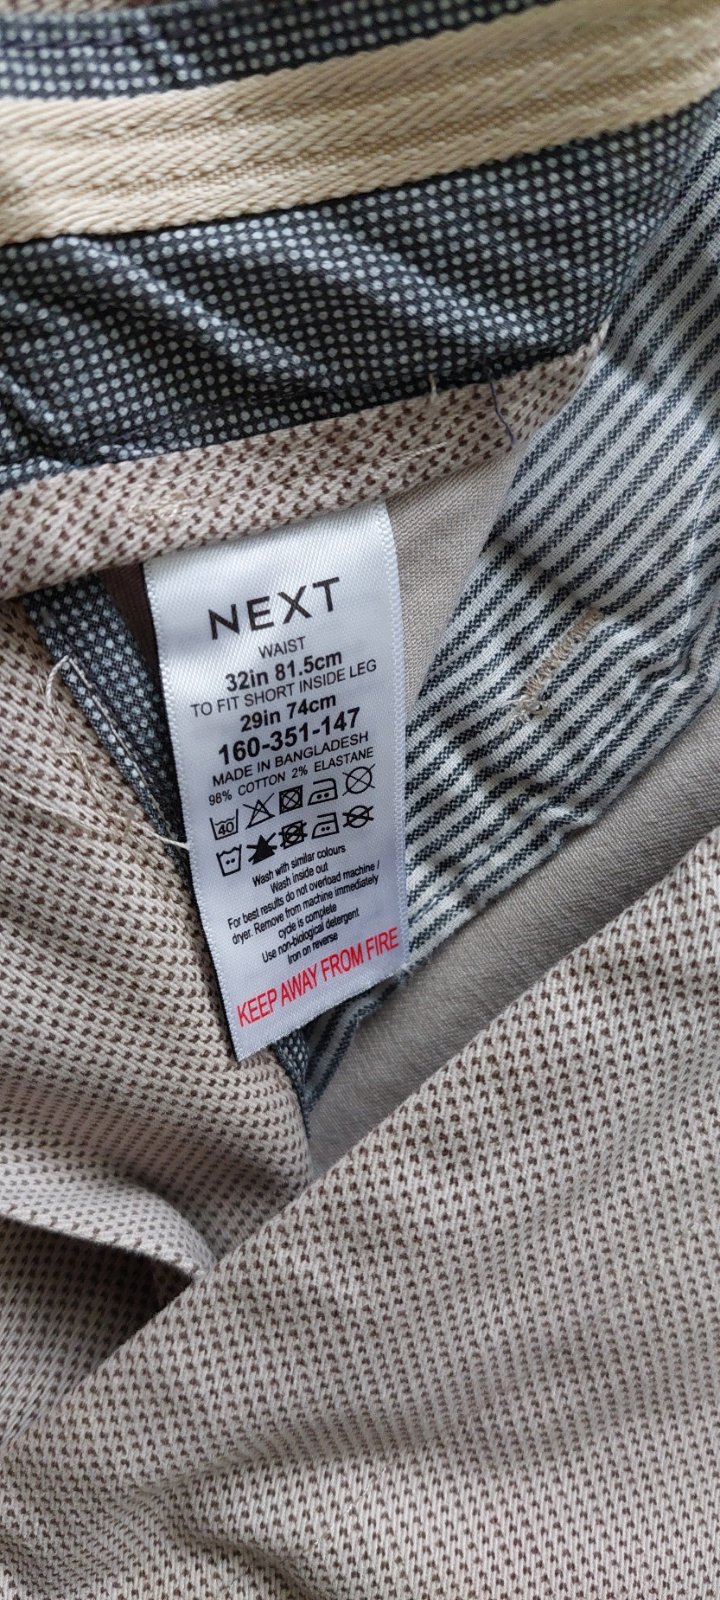 NEXT
WAIST
32in 81.5cm
TO FIT SHORT INSIDE LEG
29in 74cm
160-351-147
MADE IN BANGLADESH
98% COTTON 2% ELASTANE
40
Wash with similar colours
Wash inside out
For best results do not overload machine /
dryer. Remove from machine immediately
cycle is complete
Use non-biological detergent
Iron on reverse
KEEP AWAY FROM FIRE